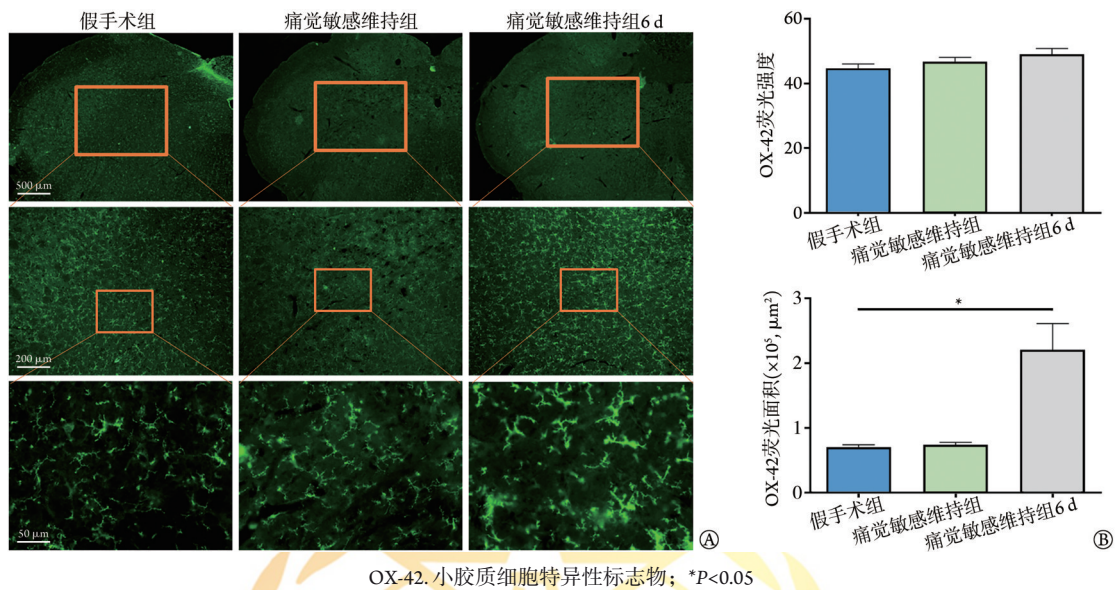 假手术组
痛觉敏感维持组
痛觉敏感维持组6 d
500 μm
200 μm
50 μm
Ⓐ
OX-42荧光强度
80
60
40
20
0
假手术组
痛觉敏感维持组
痛觉敏感维持组6 d
OX-42荧光面积(×10⁵, μm²)
3
2
1
0
*
假手术组
痛觉敏感维持组
痛觉敏感维持组6 d
Ⓑ
OX-42. 小胶质细胞特异性标志物；*P<0.05